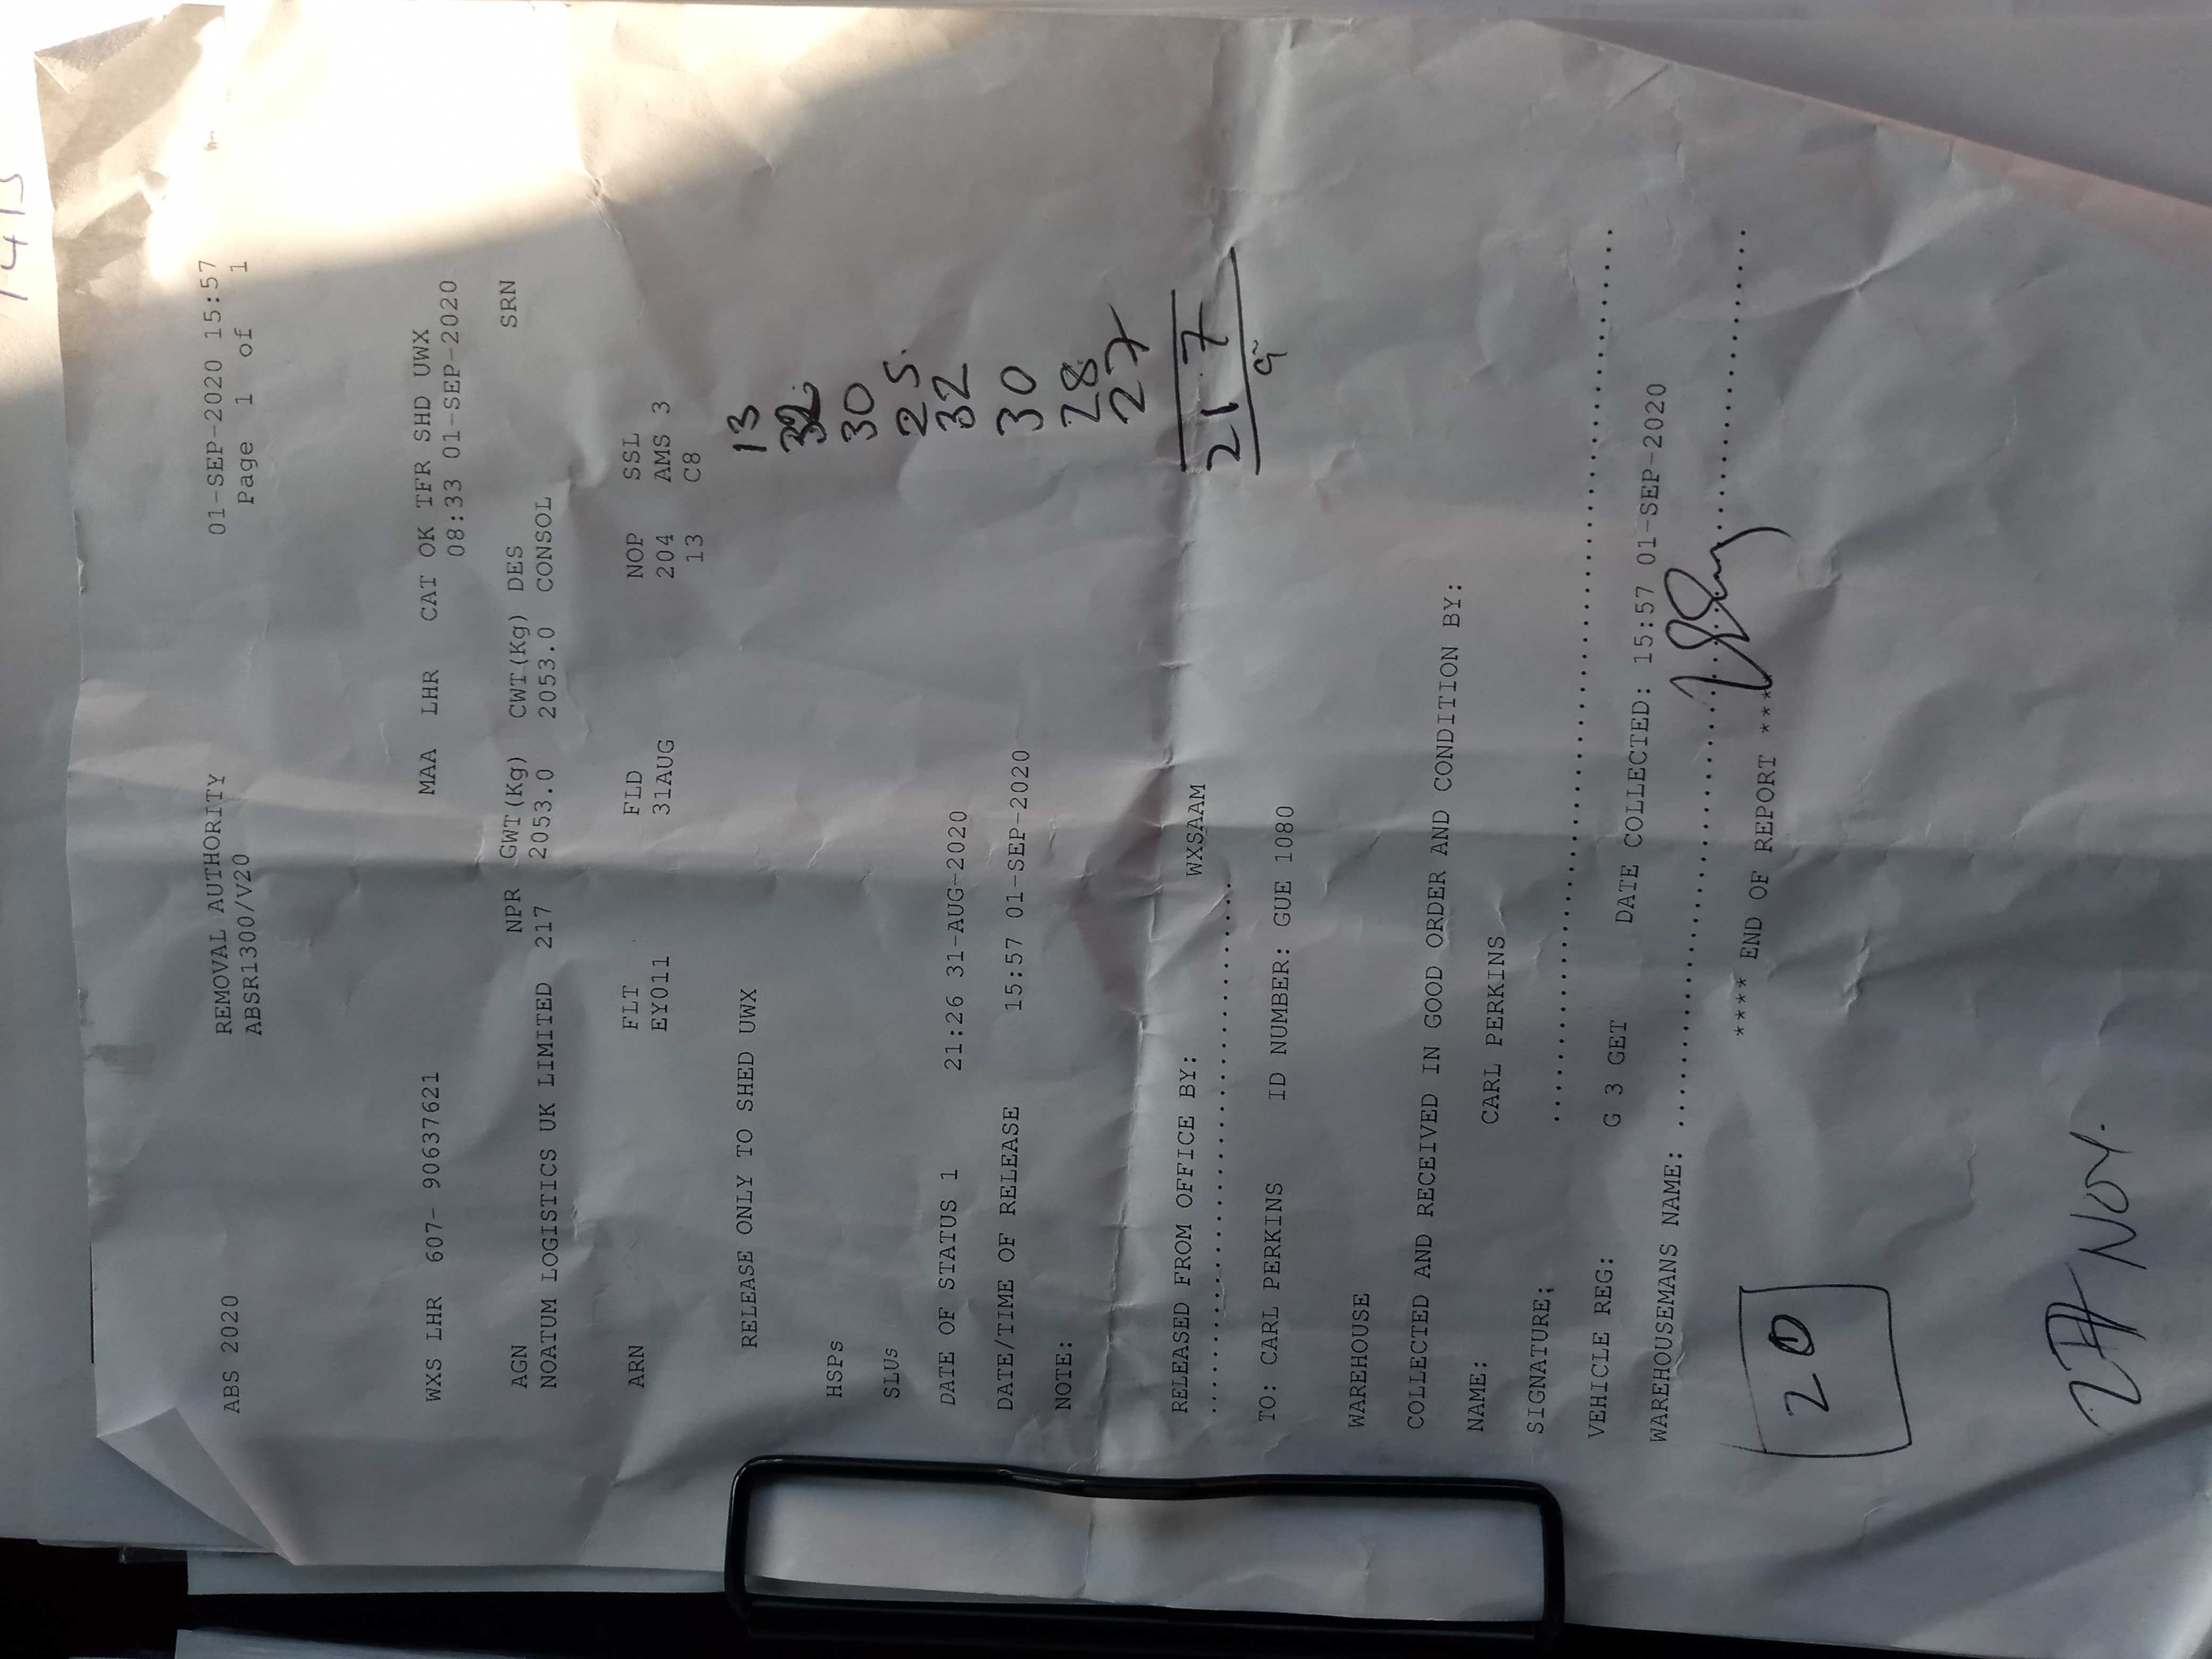 ABS 2020 REMOVAL AUTHORITY 01-SEP-2020 15:57
ABSR1300/V20 Page 1 of 1
WXS LHR 607- 90637621 MAA LHR CAT OK TFR SHD UWX
08:33 01-SEP-2020
AGN NPR GWT(Kg) CWT(Kg) DES SRN
NOATUM LOGISTICS UK LIMITED 217 2053.0 2053.0 CONSOL
ARN FLT FLD NOP SSL
EY011 31AUG 204 AMS 3
13 C8
RELEASE ONLY TO SHED UWX
13
32
30
25
32
30
28
27
217
HSPs
SLUs
DATE OF STATUS 1 21:26 31-AUG-2020
DATE/TIME OF RELEASE 15:57 01-SEP-2020
NOTE:
RELEASED FROM OFFICE BY: WXSAAM
TO: CARL PERKINS ID NUMBER: GUE 1080
WAREHOUSE
COLLECTED AND RECEIVED IN GOOD ORDER AND CONDITION BY:
NAME: CARL PERKINS
SIGNATURE:
VEHICLE REG: G 3 GET DATE COLLECTED: 15:57 01-SEP-2020
WAREHOUSEMANS NAME:
**** END OF REPORT ****
20